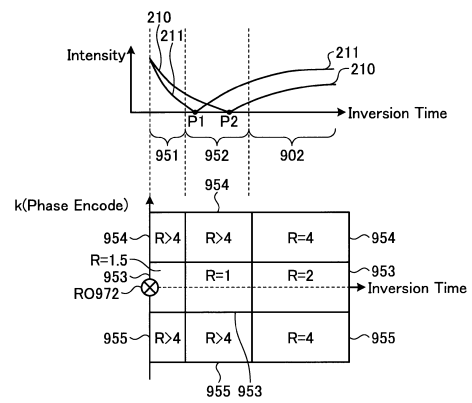 210
211
Intensity
211
210
P1 P2 Inversion Time
951 952 902
954
k(Phase Encode)
954 R>4 R>4 R=4 954
R=1.5
953 R=1 R=2 953
RO972 Inversion Time
955 R>4 R>4 R=4 955
955 953